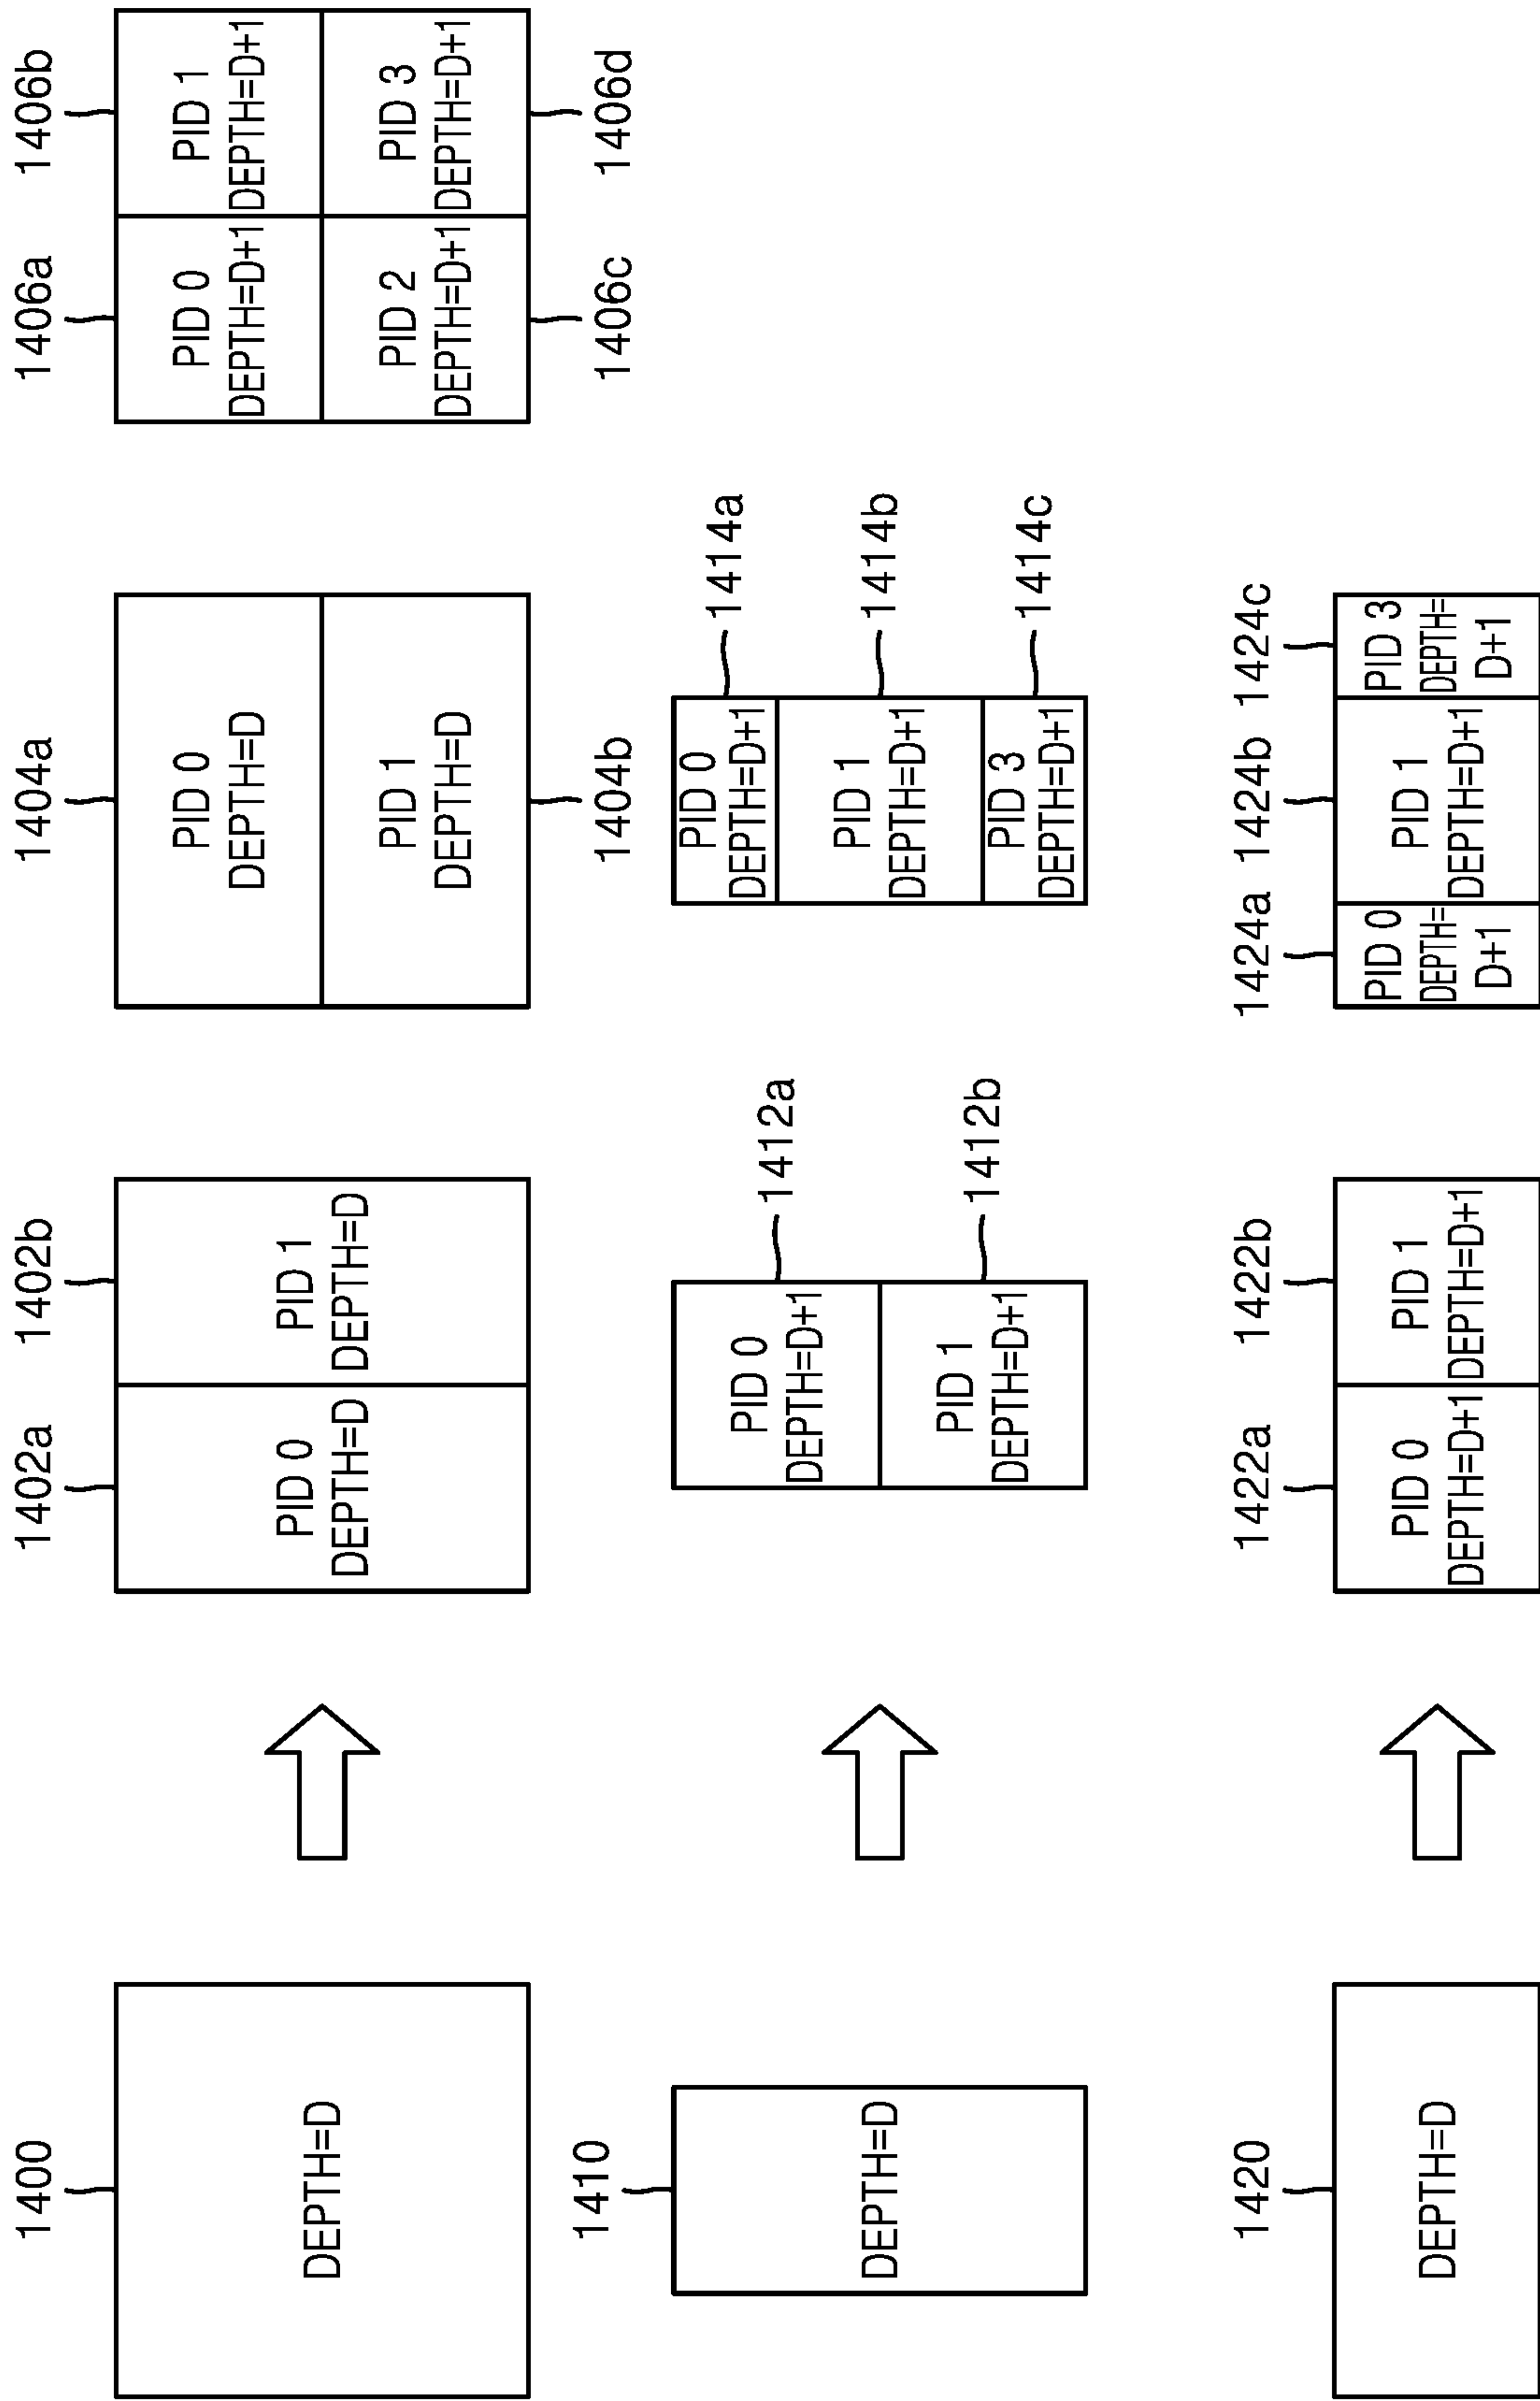 1400
DEPTH=D
1402a
1402b
PID 0
DEPTH=D
PID 1
DEPTH=D
1404a
PID 0
DEPTH=D
PID 1
DEPTH=D
1404b
1406a
1406b
PID 0
DEPTH=D+1
PID 1
DEPTH=D+1
PID 2
DEPTH=D+1
PID 3
DEPTH=D+1
1406c
1406d
1410
DEPTH=D
PID 0
DEPTH=D+1
1412a
PID 1
DEPTH=D+1
1412b
PID 0
DEPTH=D+1
1414a
PID 1
DEPTH=D+1
1414b
PID 3
DEPTH=D+1
1414c
1420
DEPTH=D
1422a
1422b
PID 0
DEPTH=D+1
PID 1
DEPTH=D+1
1424a
1424b
1424c
PID 0
DEPTH=
D+1
PID 1
DEPTH=D+1
PID 3
DEPTH=
D+1